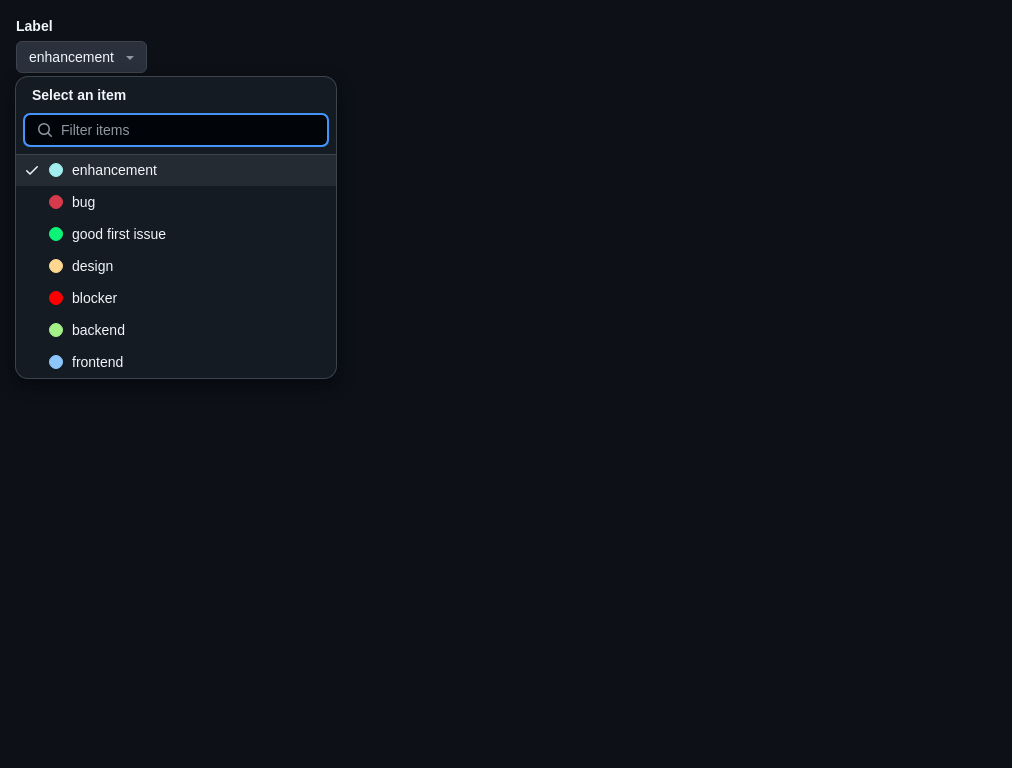 Label
enhancement
Select an item
Filter items
enhancement
bug
good first issue
design
blocker
backend
frontend